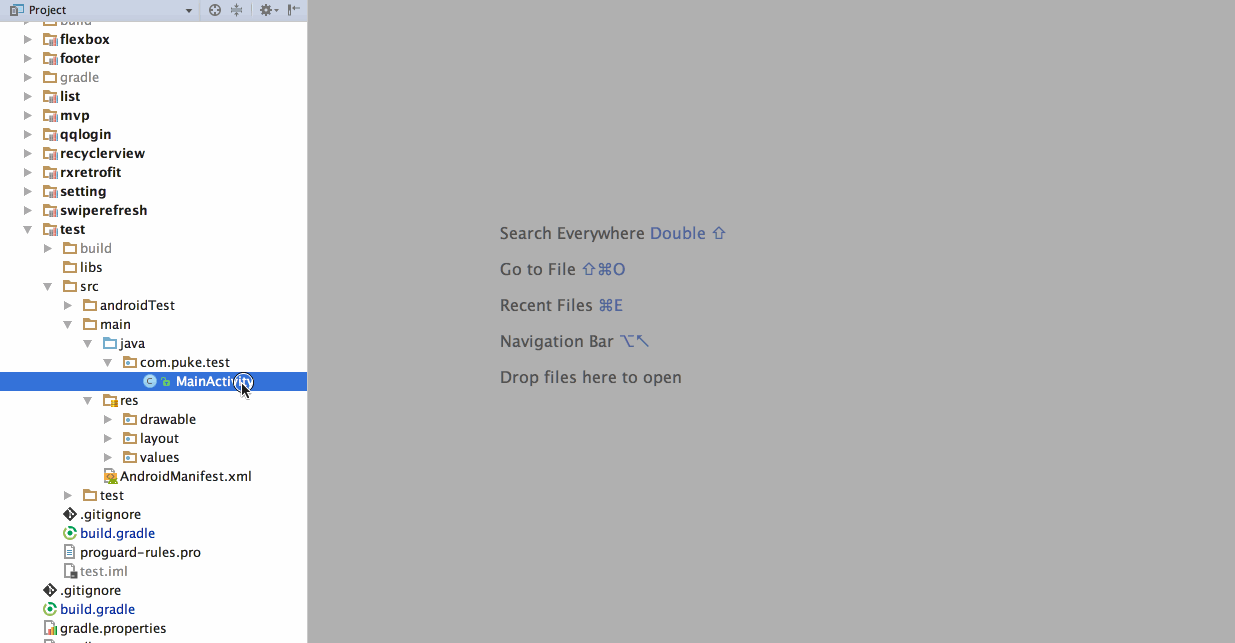 Project
build
flexbox
footer
gradle
list
mvp
qqlogin
recyclerview
rxretrofit
setting
swiperefresh
test
build
libs
src
androidTest
main
java
com.puke.test
MainActivity
res
drawable
layout
values
AndroidManifest.xml
test
.gitignore
build.gradle
proguard-rules.pro
test.iml
.gitignore
build.gradle
gradle.properties
Search Everywhere Double ⇧
Go to File ⇧⌘O
Recent Files ⌘E
Navigation Bar ⌥↖
Drop files here to open